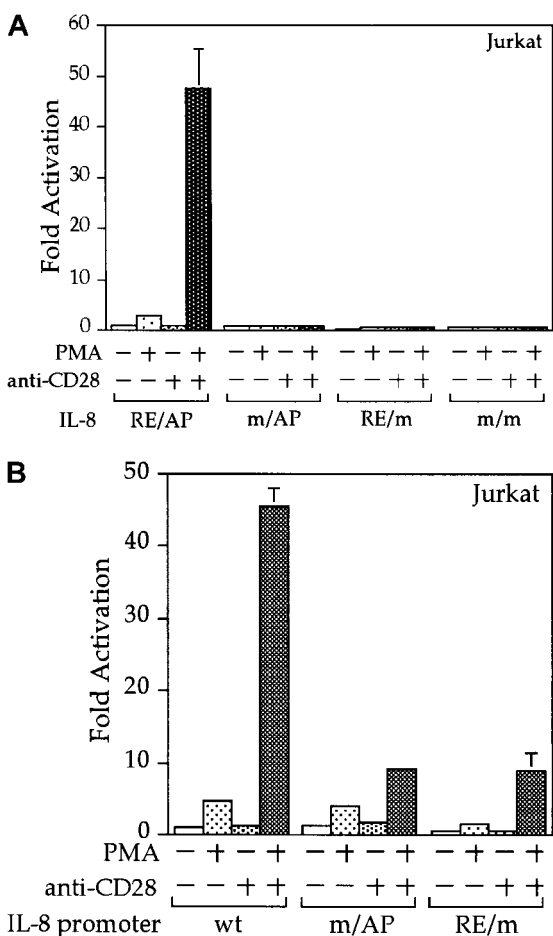 A
Jurkat
Fold Activation
60
50
40
30
20
10
0
PMA − + − + − + − + − + − + − + − +
anti-CD28 − − + + − − + + − − + + − − + +
IL-8 RE/AP m/AP RE/m m/m
B
Jurkat
Fold Activation
50
40
30
20
10
0
PMA − + − + − + − + − + − +
anti-CD28 − − + + − − + + − − + +
IL-8 promoter wt m/AP RE/m